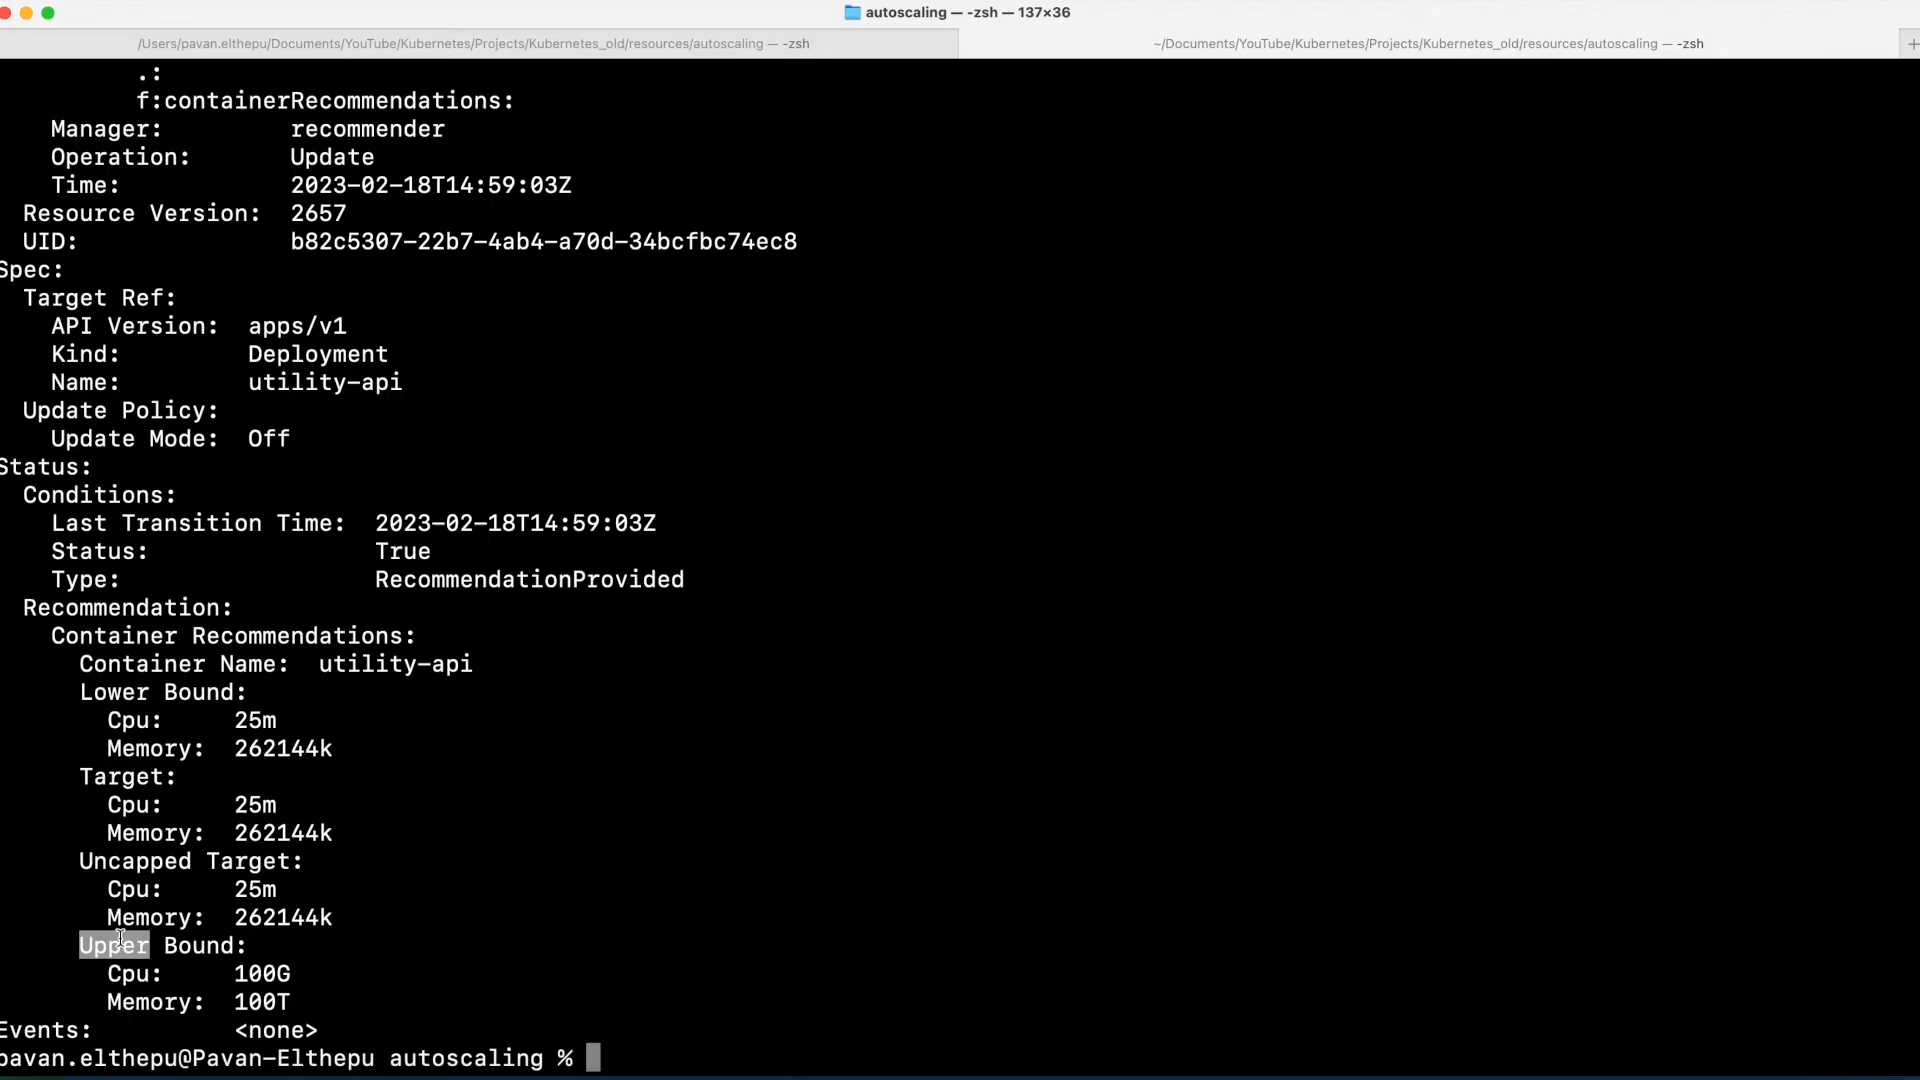 autoscaling — -zsh — 137×36
/Users/pavan.elthepu/Documents/YouTube/Kubernetes/Projects/Kubernetes_old/resources/autoscaling — -zsh
~/Documents/YouTube/Kubernetes/Projects/Kubernetes_old/resources/autoscaling — -zsh
.:
f:containerRecommendations:
Manager: recommender
Operation: Update
Time: 2023-02-18T14:59:03Z
Resource Version: 2657
UID: b82c5307-22b7-4ab4-a70d-34bcfbc74ec8
Spec:
Target Ref:
API Version: apps/v1
Kind: Deployment
Name: utility-api
Update Policy:
Update Mode: Off
Status:
Conditions:
Last Transition Time: 2023-02-18T14:59:03Z
Status: True
Type: RecommendationProvided
Recommendation:
Container Recommendations:
Container Name: utility-api
Lower Bound:
Cpu: 25m
Memory: 262144k
Target:
Cpu: 25m
Memory: 262144k
Uncapped Target:
Cpu: 25m
Memory: 262144k
Upper Bound:
Cpu: 100G
Memory: 100T
Events: <none>
pavan.elthepu@Pavan-Elthepu autoscaling %